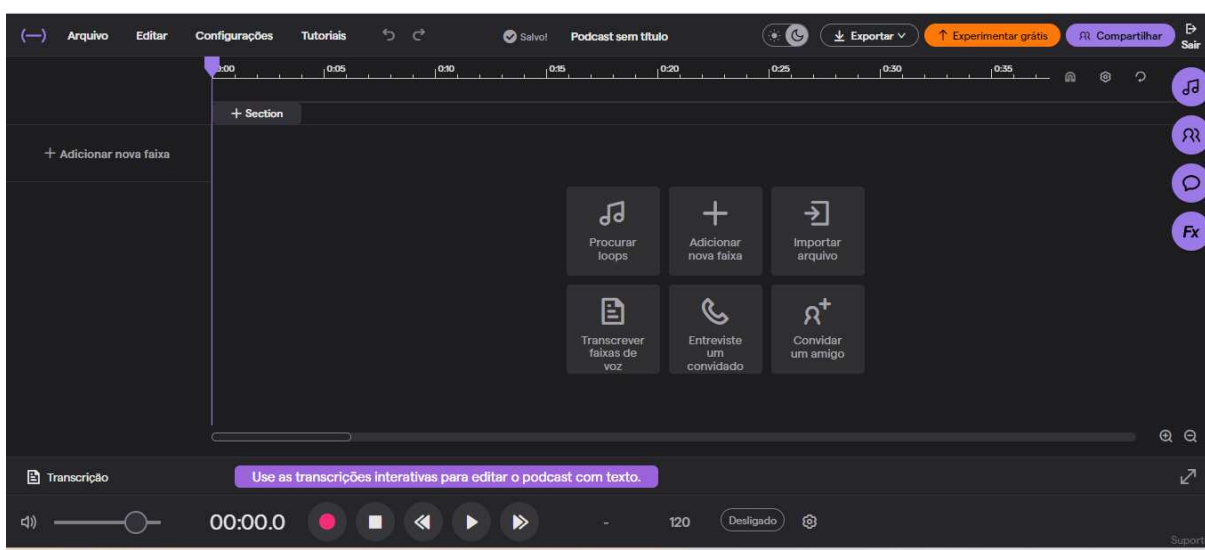 Arquivo Editar Configurações Tutoriais Salvo! Podcast sem título Exportar Experimentar grátis Compartilhar Sair
0:00 0:05 0:10 0:15 0:20 0:25 0:30 0:35
+ Section
+ Adicionar nova faixa
Procurar
loops
Adicionar
nova faixa
Importar
arquivo
Fx
Transcrever
faixas de
voz
Entreviste
um
convidado
Convidar
um amigo
Transcrição Use as transcrições interativas para editar o podcast com texto.
00:00.0 - 120 Desligado